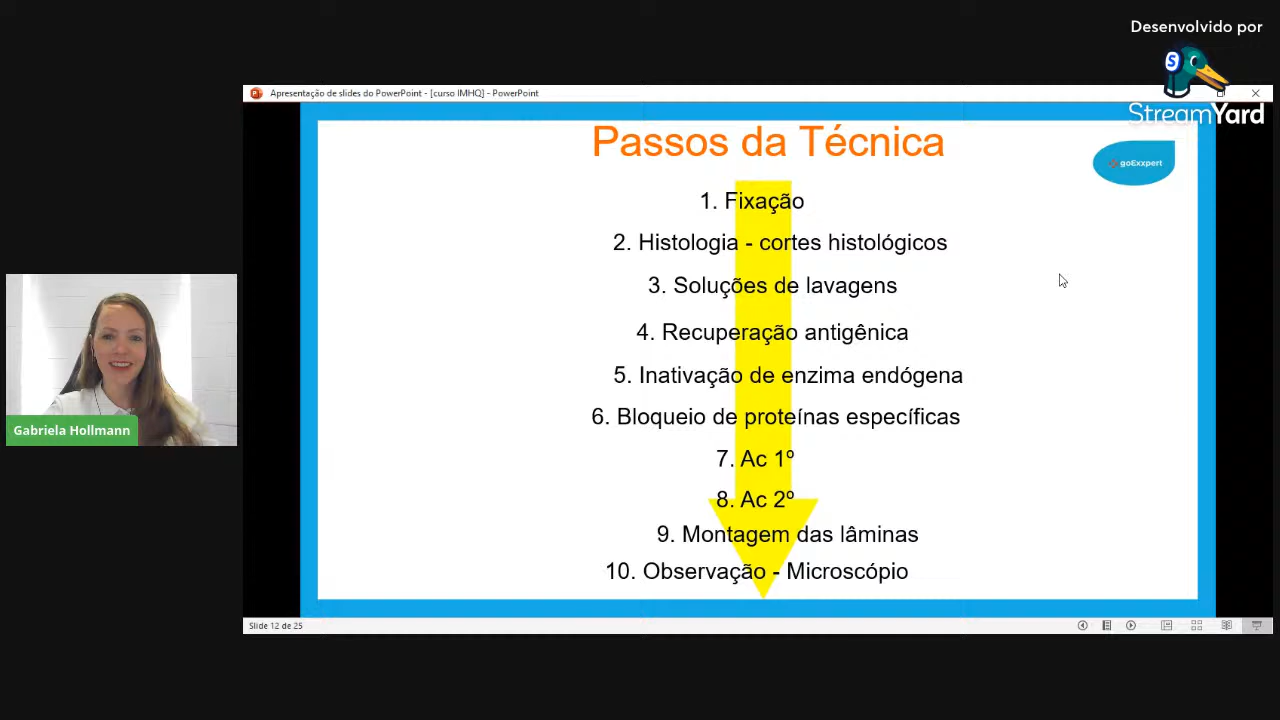 Desenvolvido por
StreamYard
Apresentação de slides do PowerPoint - [curso IMHQ] - PowerPoint
Passos da Técnica
goExxpert
1. Fixação
2. Histologia - cortes histológicos
3. Soluções de lavagens
4. Recuperação antigênica
5. Inativação de enzima endógena
6. Bloqueio de proteínas específicas
7. Ac 1º
8. Ac 2º
9. Montagem das lâminas
10. Observação - Microscópio
Gabriela Hollmann
Slide 12 de 25